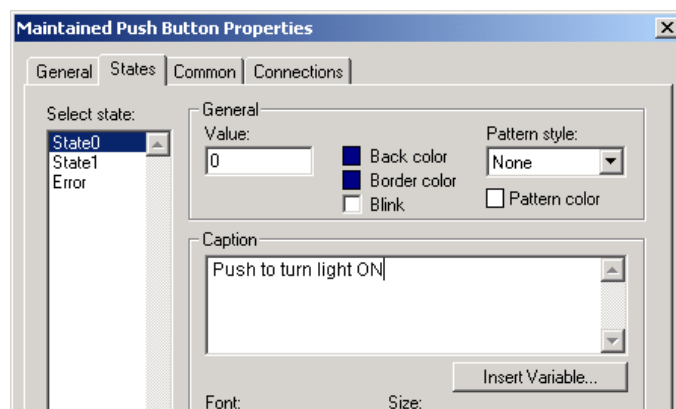 Maintained Push Button Properties
General States Common Connections
Select state:
State0
State1
Error
General
Value:
0
Back color
Border color
Blink
Pattern style:
None
Pattern color
Caption
Push to turn light ON
Insert Variable...
Font: Size: